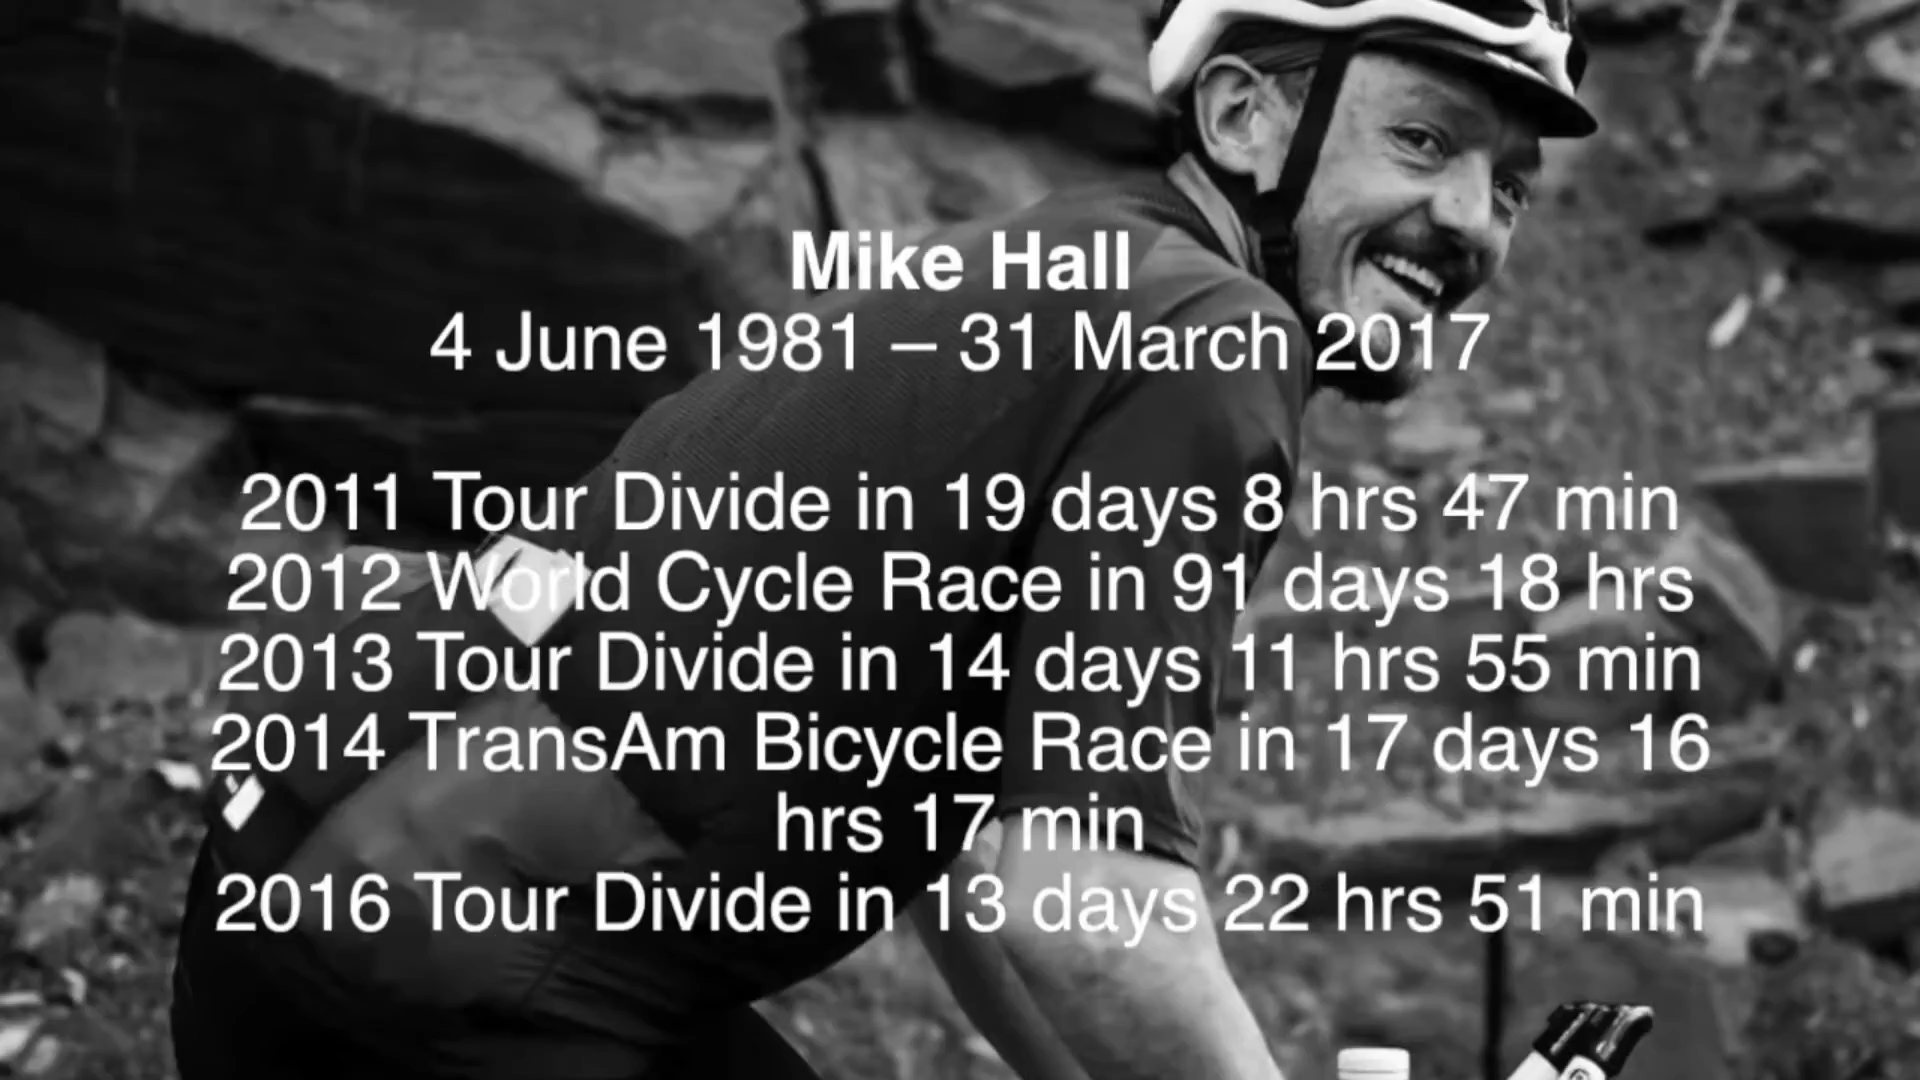 Mike Hall
4 June 1981 – 31 March 2017
2011 Tour Divide in 19 days 8 hrs 47 min
2012 World Cycle Race in 91 days 18 hrs
2013 Tour Divide in 14 days 11 hrs 55 min
2014 TransAm Bicycle Race in 17 days 16
hrs 17 min
2016 Tour Divide in 13 days 22 hrs 51 min